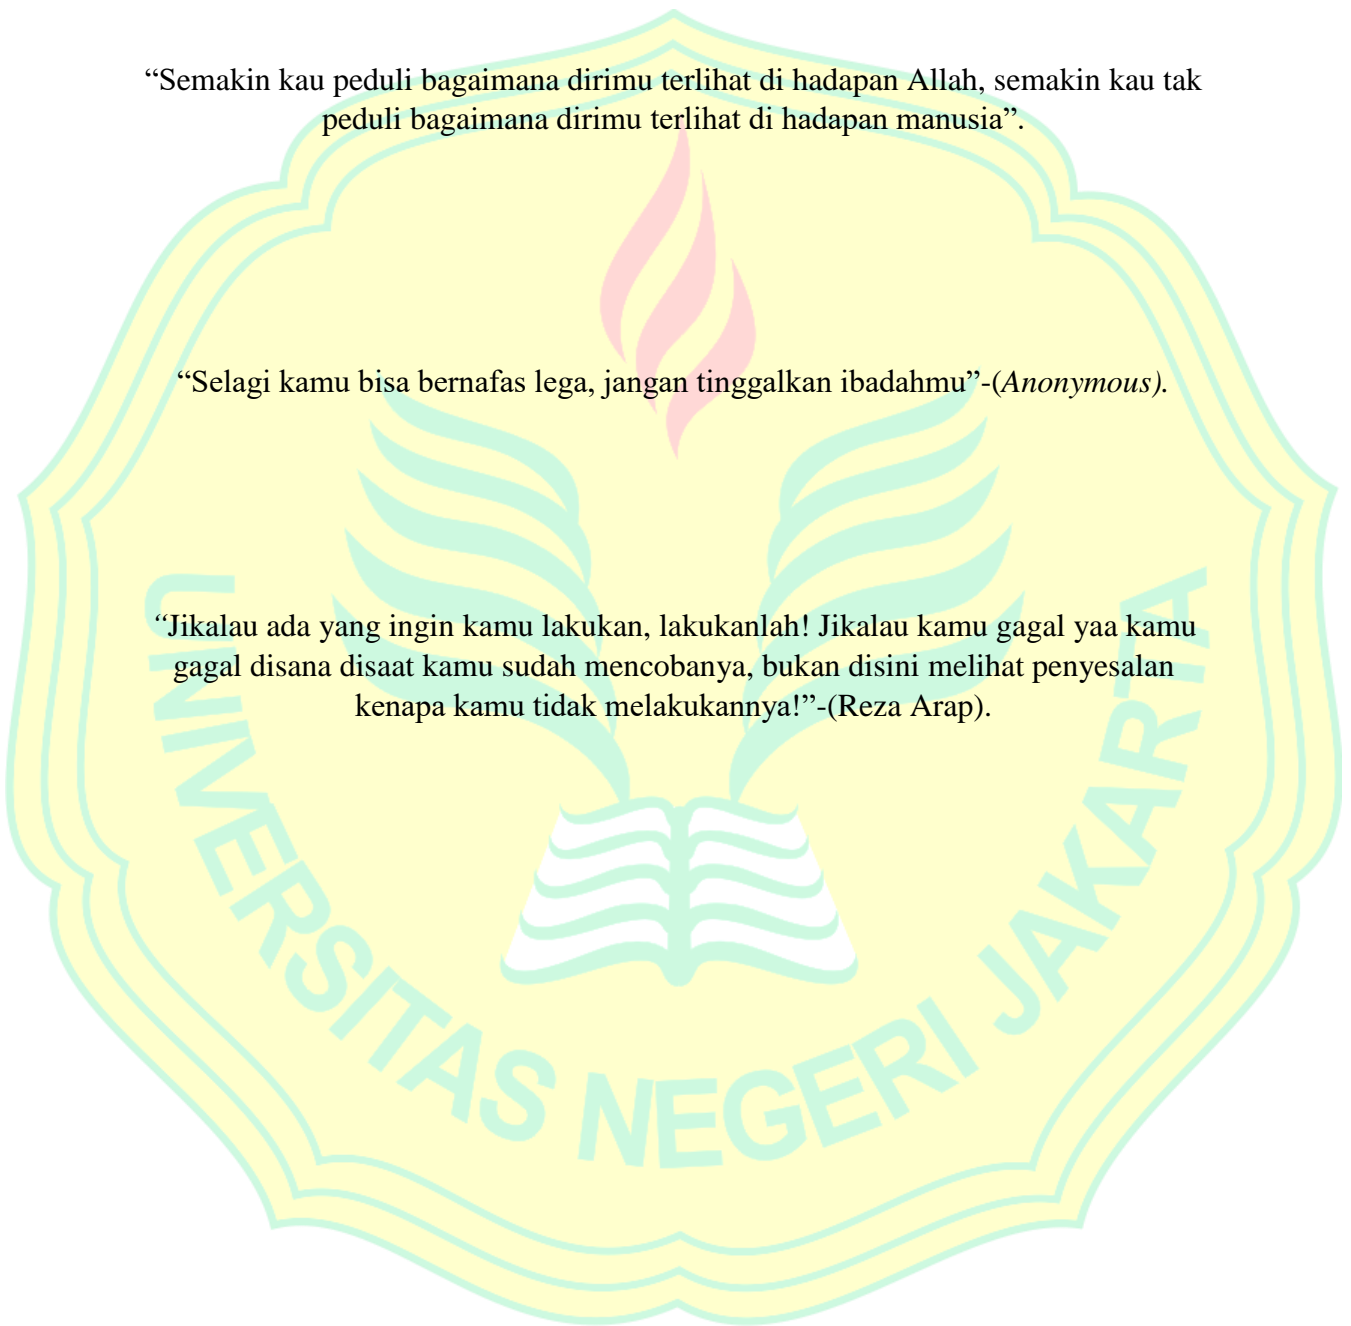 “Semakin kau peduli bagaimana dirimu terlihat di hadapan Allah, semakin kau tak
peduli bagaimana dirimu terlihat di hadapan manusia”.
“Selagi kamu bisa bernafas lega, jangan tinggalkan ibadahmu”-(Anonymous).
“Jikalau ada yang ingin kamu lakukan, lakukanlah! Jikalau kamu gagal yaa kamu
gagal disana disaat kamu sudah mencobanya, bukan disini melihat penyesalan
kenapa kamu tidak melakukannya!”-(Reza Arap).
UNIVERSITAS NEGERI JAKARTA